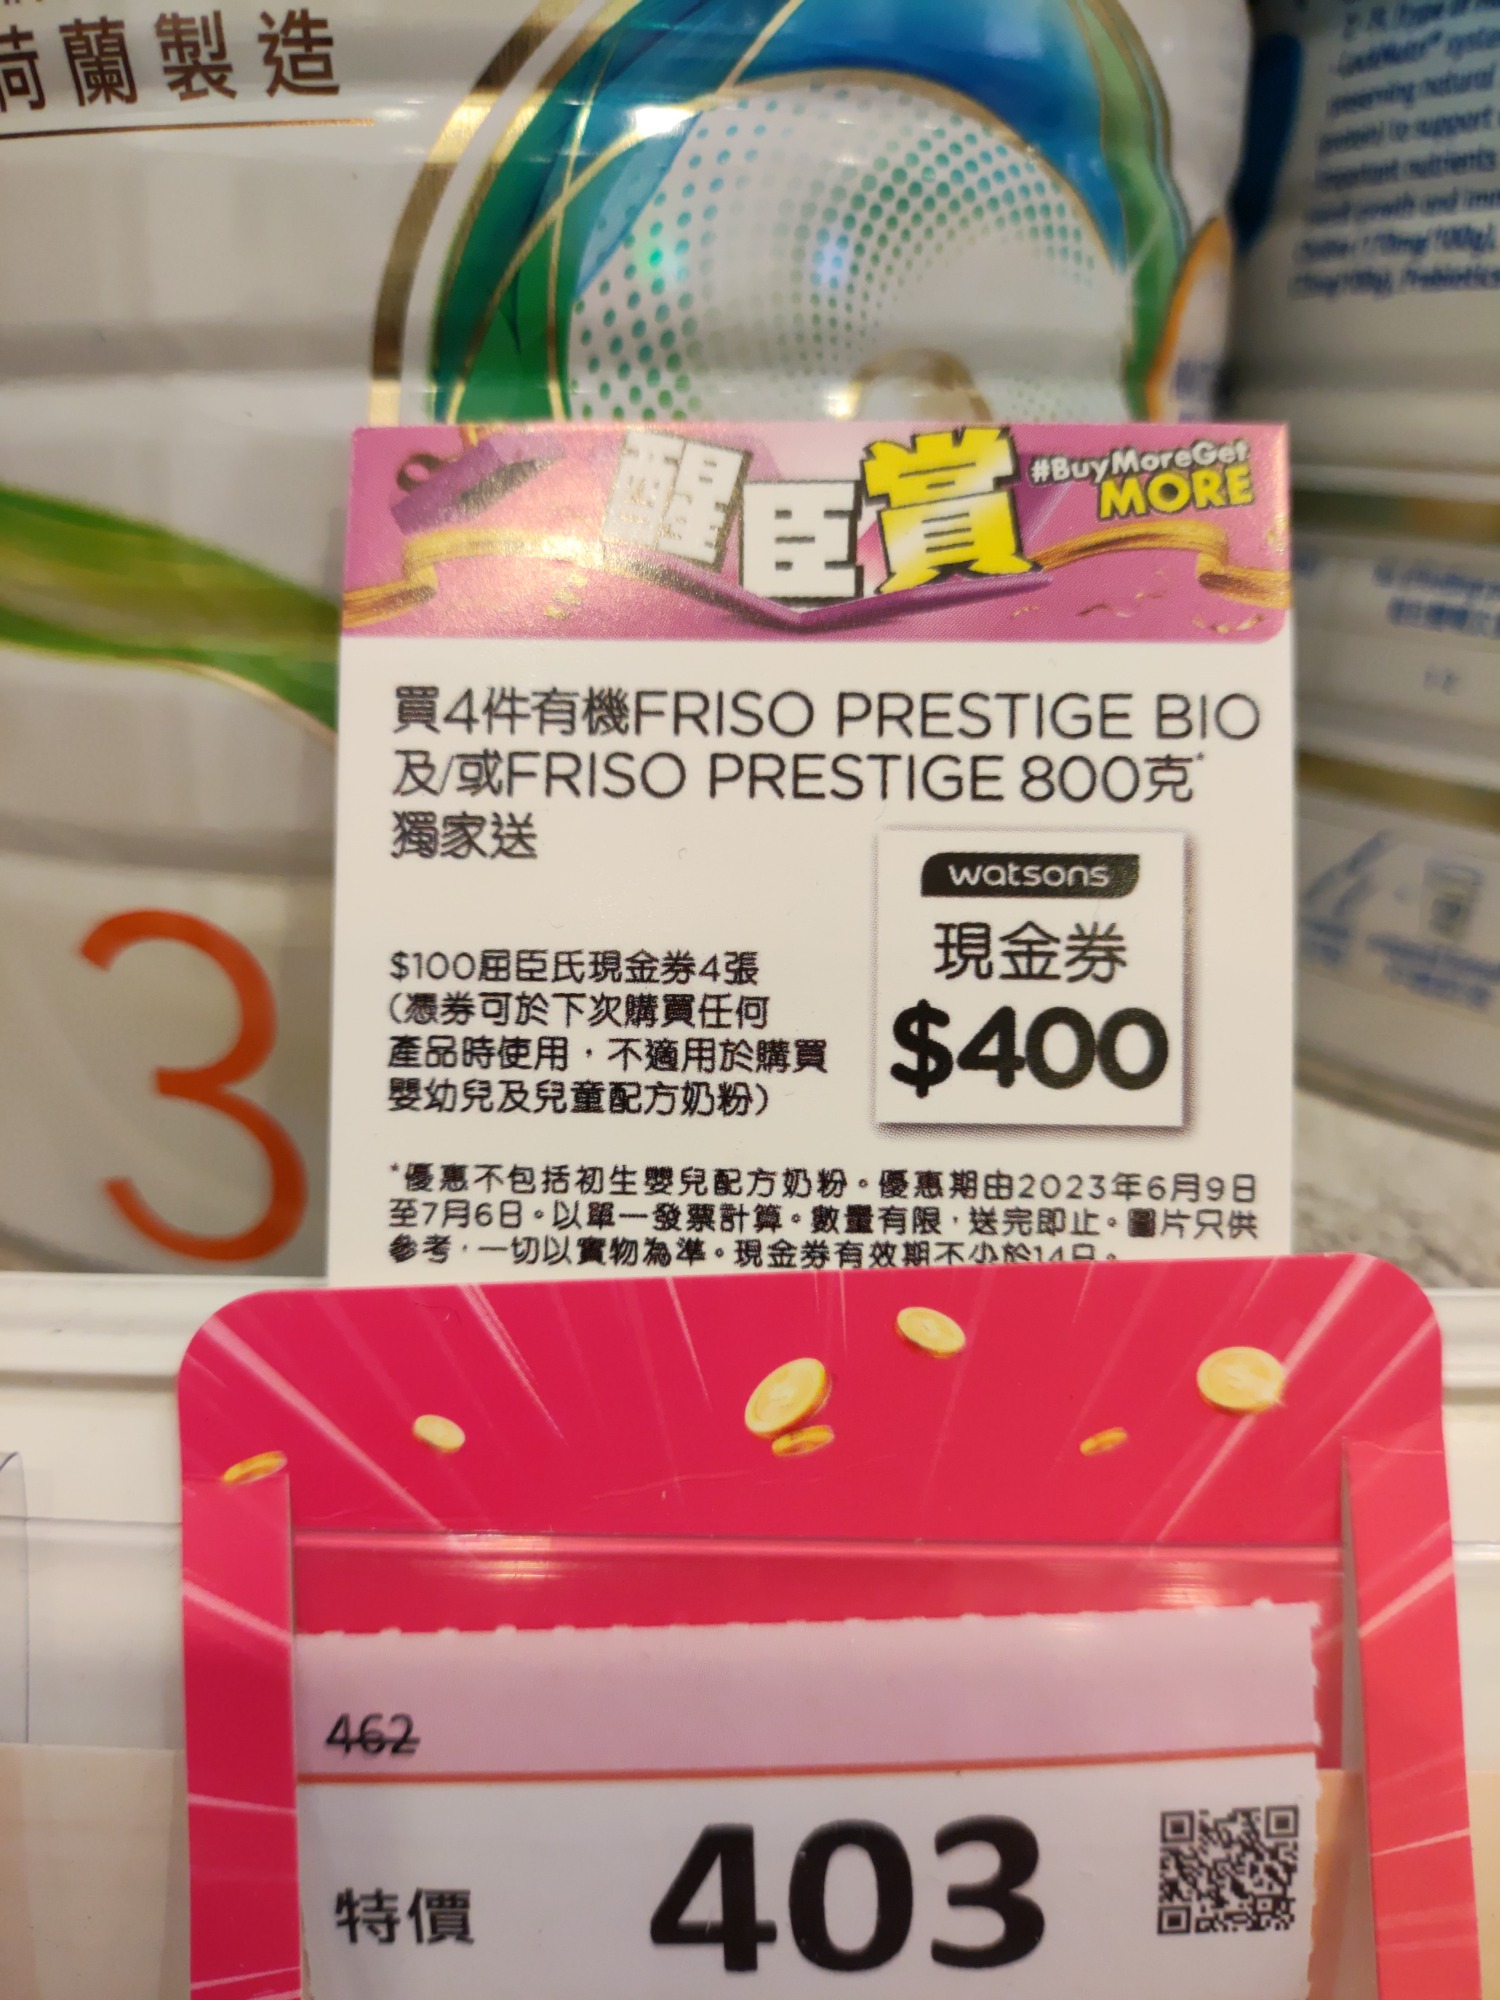 荷蘭製造
醒臣賞
#BuyMoreGet
MORE
買4件有機FRISO PRESTIGE BIO
及/或FRISO PRESTIGE 800克*
獨家送
watsons
現金券
$400
$100屈臣氏現金券4張
(憑券可於下次購買任何
產品時使用，不適用於購買
嬰幼兒及兒童配方奶粉)
*優惠不包括初生嬰兒配方奶粉。優惠期由2023年6月9日
至7月6日。以單一發票計算。數量有限，送完即止。圖片只供
參考，一切以實物為準。現金券有效期不少於14日。
3
462
特價
403